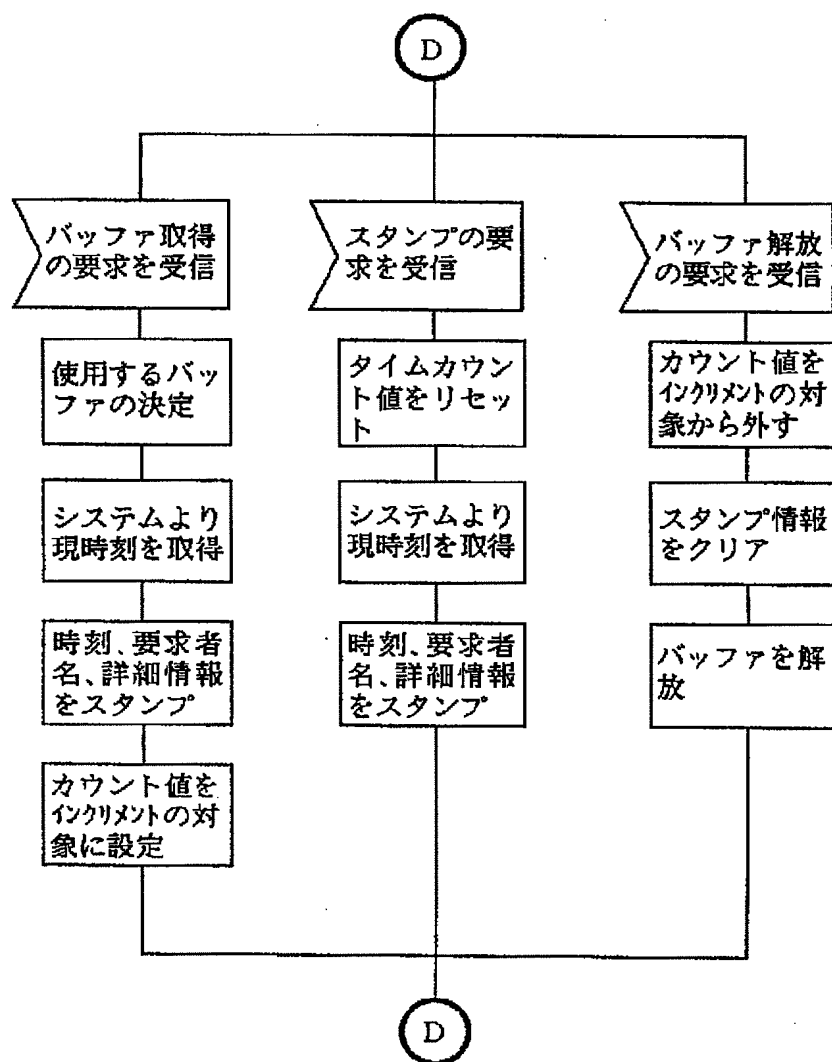 D
バッファ取得
の要求を受信
使用するバッ
ファの決定
システムより
現時刻を取得
時刻、要求者
名、詳細情報
をスタンプ
カウント値を
インクリメントの対
象に設定
スタンプの要
求を受信
タイムカウン
ト値をリセッ
ト
システムより
現時刻を取得
時刻、要求者
名、詳細情報
をスタンプ
バッファ解放
の要求を受信
カウント値を
インクリメントの対
象から外す
スタンプ情報
をクリア
バッファを解
放
D